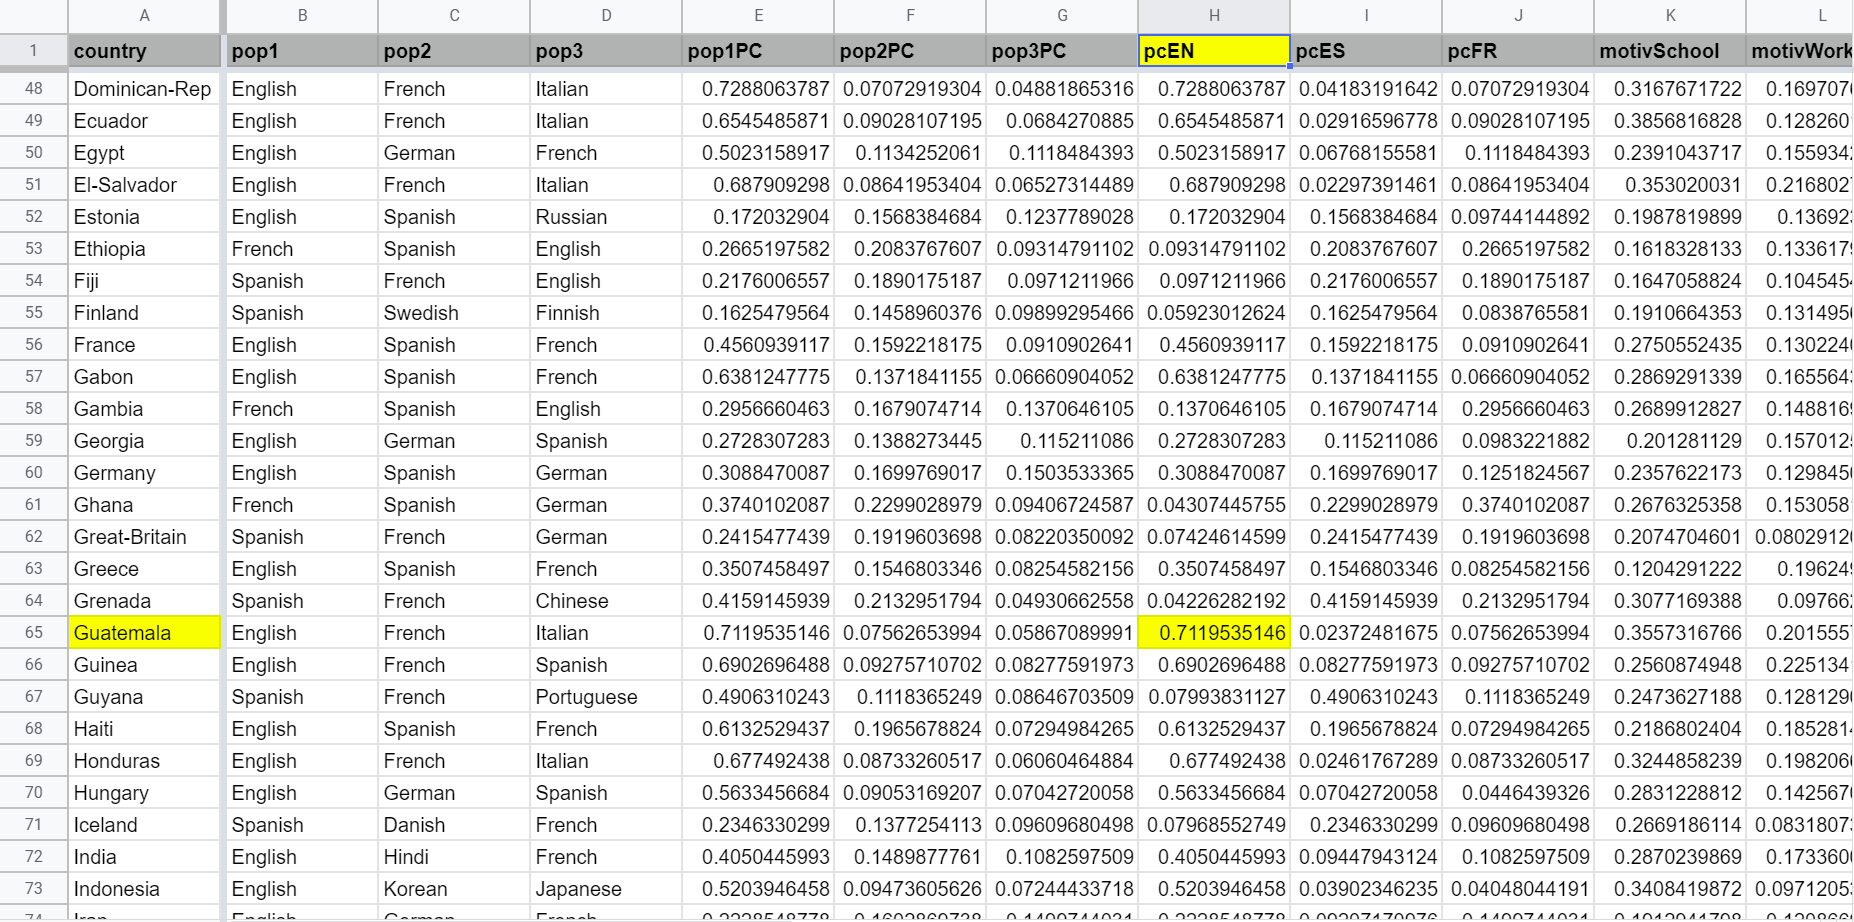 A B C D E F G H I J K L
1 country pop1 pop2 pop3 pop1PC pop2PC pop3PC pcEN pcES pcFR motivSchool motivWork
48 Dominican-Rep English French Italian 0.7288063787 0.07072919304 0.04881865316 0.7288063787 0.04183191642 0.07072919304 0.3167671722 0.169707
49 Ecuador English French Italian 0.6545485871 0.09028107195 0.0684270885 0.6545485871 0.02916596778 0.09028107195 0.3856816828 0.128260
50 Egypt English German French 0.5023158917 0.1134252061 0.1118484393 0.5023158917 0.06768155581 0.1118484393 0.2391043717 0.155934
51 El-Salvador English French Italian 0.687909298 0.08641953404 0.06527314489 0.687909298 0.02297391461 0.08641953404 0.353020031 0.216802
52 Estonia English Spanish Russian 0.172032904 0.1568384684 0.1237789028 0.172032904 0.1568384684 0.09744144892 0.1987819899 0.13692
53 Ethiopia French Spanish English 0.2665197582 0.2083767607 0.09314791102 0.09314791102 0.2083767607 0.2665197582 0.1618328133 0.133617
54 Fiji Spanish French English 0.2176006557 0.1890175187 0.0971211966 0.0971211966 0.2176006557 0.1890175187 0.1647058824 0.104545
55 Finland Spanish Swedish Finnish 0.1625479564 0.1458960376 0.09899295466 0.05923012624 0.1625479564 0.0838765581 0.1910664353 0.131495
56 France English Spanish French 0.4560939117 0.1592218175 0.0910902641 0.4560939117 0.1592218175 0.0910902641 0.2750552435 0.130224
57 Gabon English Spanish French 0.6381247775 0.1371841155 0.06660904052 0.6381247775 0.1371841155 0.06660904052 0.2869291339 0.165564
58 Gambia French Spanish English 0.2956660463 0.1679074714 0.1370646105 0.1370646105 0.1679074714 0.2956660463 0.2689912827 0.148816
59 Georgia English German Spanish 0.2728307283 0.1388273445 0.115211086 0.2728307283 0.115211086 0.0983221882 0.201281129 0.157012
60 Germany English Spanish German 0.3088470087 0.1699769017 0.1503533365 0.3088470087 0.1699769017 0.1251824567 0.2357622173 0.129845
61 Ghana French Spanish German 0.3740102087 0.2299028979 0.09406724587 0.04307445755 0.2299028979 0.3740102087 0.2676325358 0.153058
62 Great-Britain Spanish French German 0.2415477439 0.1919603698 0.08220350092 0.07424614599 0.2415477439 0.1919603698 0.2074704601 0.0802912
63 Greece English Spanish French 0.3507458497 0.1546803346 0.08254582156 0.3507458497 0.1546803346 0.08254582156 0.1204291222 0.19624
64 Grenada Spanish French Chinese 0.4159145939 0.2132951794 0.04930662558 0.04226282192 0.4159145939 0.2132951794 0.3077169388 0.09766
65 Guatemala English French Italian 0.7119535146 0.07562653994 0.05867089991 0.7119535146 0.02372481675 0.07562653994 0.3557316766 0.201555
66 Guinea English French Spanish 0.6902696488 0.09275710702 0.08277591973 0.6902696488 0.08277591973 0.09275710702 0.2560874948 0.225134
67 Guyana Spanish French Portuguese 0.4906310243 0.1118365249 0.08646703509 0.07993831127 0.4906310243 0.1118365249 0.2473627188 0.128129
68 Haiti English Spanish French 0.6132529437 0.1965678824 0.07294984265 0.6132529437 0.1965678824 0.07294984265 0.2186802404 0.185281
69 Honduras English French Italian 0.677492438 0.08733260517 0.06060464884 0.677492438 0.02461767289 0.08733260517 0.3244858239 0.198206
70 Hungary English German Spanish 0.5633456684 0.09053169207 0.07042720058 0.5633456684 0.07042720058 0.0446439326 0.2831228812 0.142567
71 Iceland Spanish Danish French 0.2346330299 0.1377254113 0.09609680498 0.07968552749 0.2346330299 0.09609680498 0.2669186114 0.0831807
72 India English Hindi French 0.4050445993 0.1489877761 0.1082597509 0.4050445993 0.09447943124 0.1082597509 0.2870239869 0.173360
73 Indonesia English Korean Japanese 0.5203946458 0.09473605626 0.07244433718 0.5203946458 0.03902346235 0.04048044191 0.3408419872 0.0971205